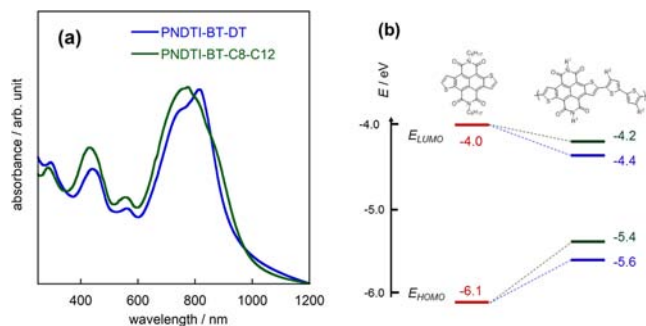 (a)
PNDTI-BT-DT
PNDTI-BT-C8-C12
absorbance / arb. unit
400 600 800 1000 1200
wavelength / nm
(b)
E / eV
-4.0
-5.0
-6.0
E_LUMO
-4.0
-4.2
-4.4
E_HOMO
-6.1
-5.4
-5.6